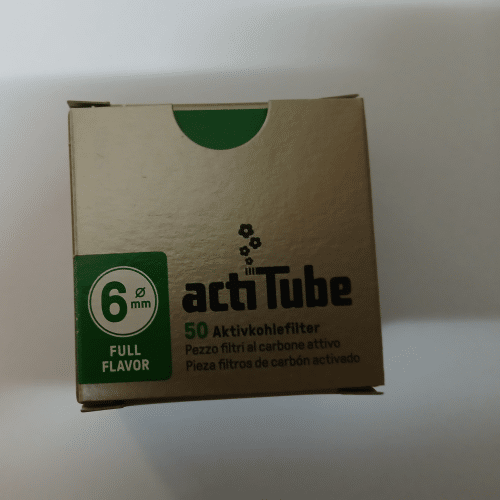 actiTube
6 Ø
mm
FULL
FLAVOR
50 Aktivkohlefilter
Pezzo filtri al carbone attivo
Pieza filtros de carbón activado